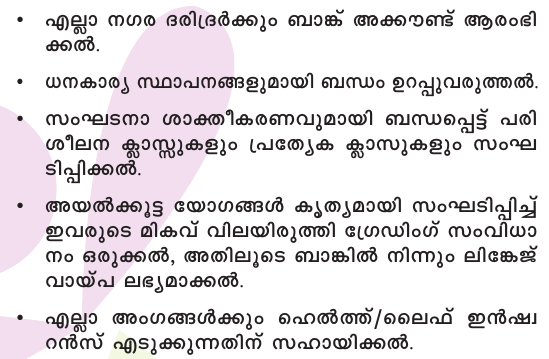 • എല്ലാ നഗര ദരിദ്രർക്കും ബാങ്ക് അക്കൗണ്ട് ആരംഭി
ക്കൽ.
• ധനകാര്യ സ്ഥാപനങ്ങളുമായി ബന്ധം ഉറപ്പുവരുത്തൽ.
• സംഘടനാ ശാക്തീകരണവുമായി ബന്ധപ്പെട്ട് പരി
ശീലന ക്ലാസ്സുകളും പ്രത്യേക ക്ലാസുകളും സംഘ
ടിപ്പിക്കൽ.
• അയൽക്കൂട്ട യോഗങ്ങൾ കൃത്യമായി സംഘടിപ്പിച്ച്
ഇവരുടെ മികവ് വിലയിരുത്തി ഗ്രേഡിംഗ് സംവിധാ
നം ഒരുക്കൽ, അതിലൂടെ ബാങ്കിൽ നിന്നും ലിങ്കേജ്
വായ്പ ലഭ്യമാക്കൽ.
• എല്ലാ അംഗങ്ങൾക്കും ഹെൽത്ത്/ലൈഫ് ഇൻഷ്വ
റൻസ് എടുക്കുന്നതിന് സഹായിക്കൽ.